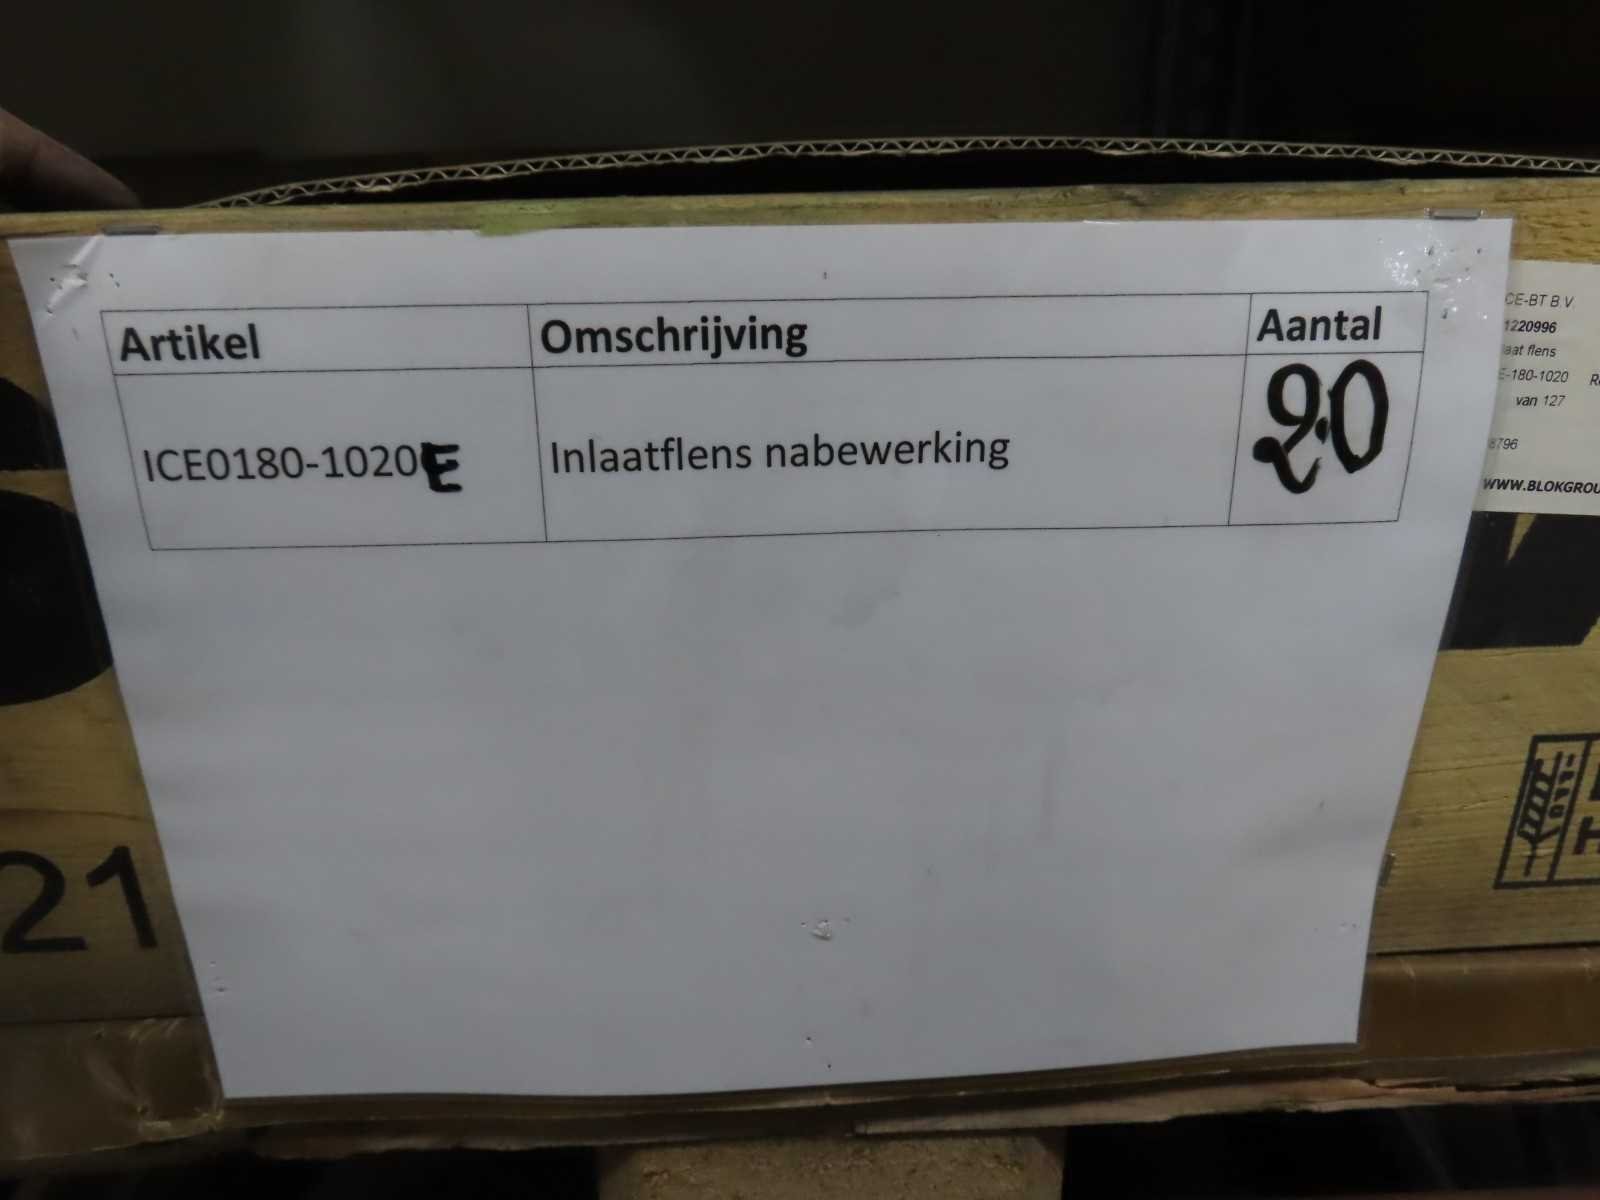 Artikel Omschrijving Aantal
ICE0180-1020E Inlaatflens nabewerking 20
CE-BT B.V.
1220996
laat flens
E-180-1020
van 127
8796
WWW.BLOKGROU
21